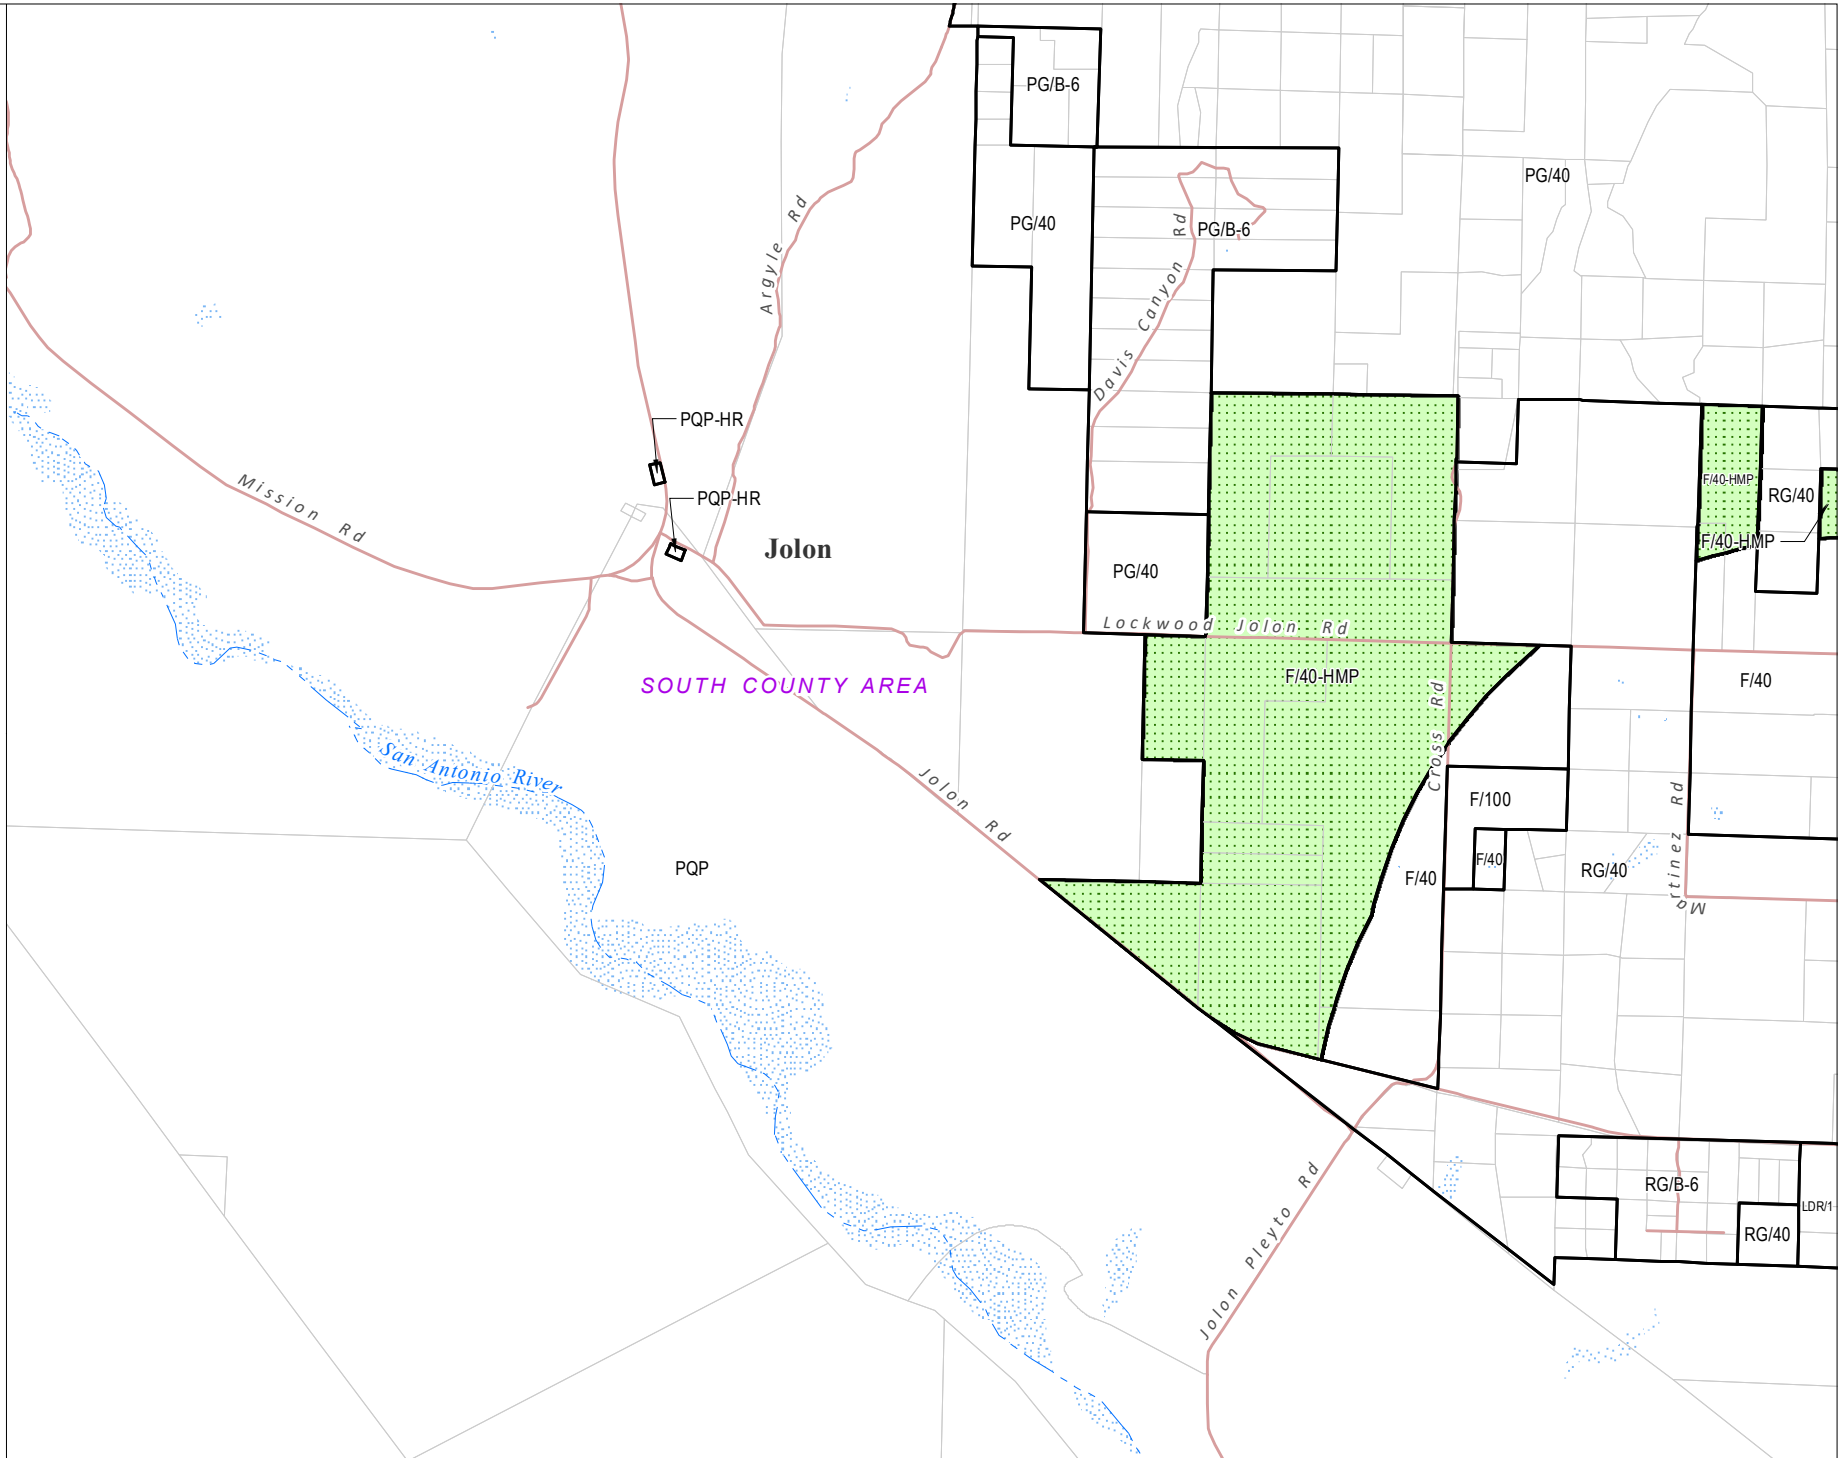 PG/B-6
PG/40
PG/40
PG/B-6
Argyle Rd
Davis Canyon Rd
PQP-HR
PQP-HR
Mission Rd
Jolon
F/40-HMP
RG/40
F/40-HMP
PG/40
Lockwood Jolon Rd
SOUTH COUNTY AREA
F/40-HMP
F/40
Cross Rd
San Antonio River
Jolon Rd
F/100
Martinez Rd
PQP
F/40
F/40
RG/40
Jolon Pleyto Rd
RG/B-6
LDR/1
RG/40